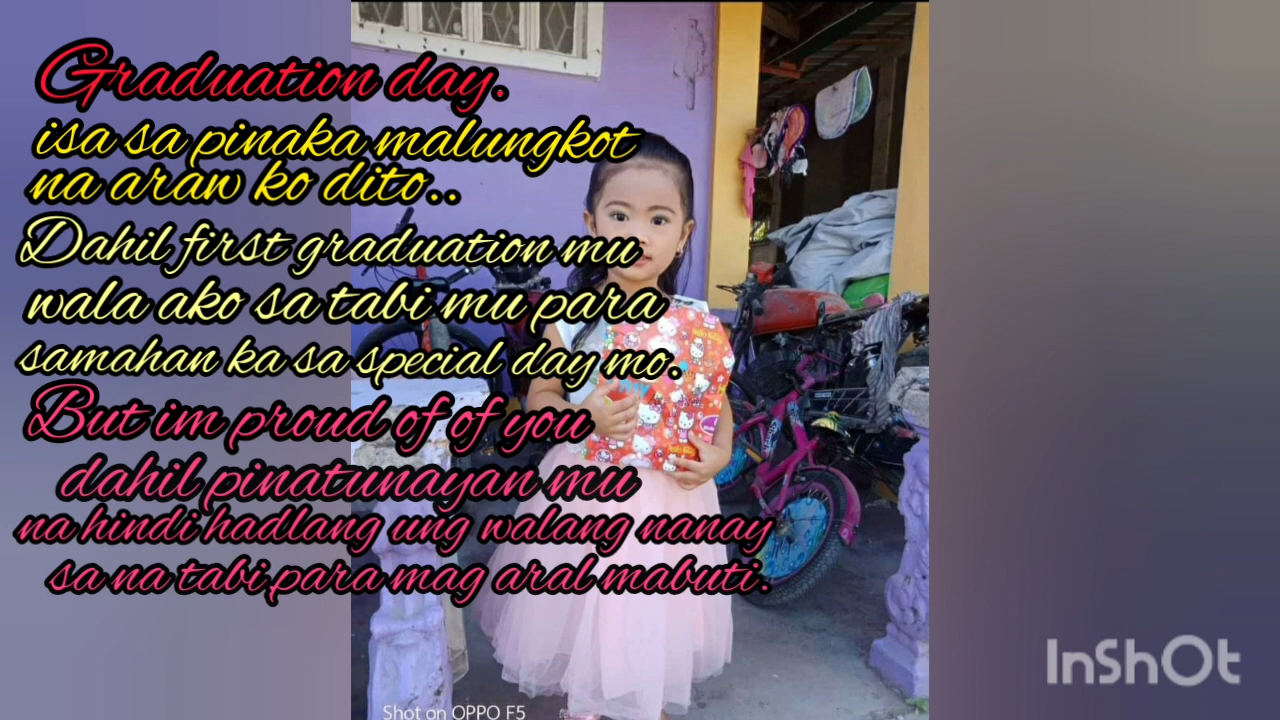 Graduation day.
isa sa pinaka malungkot
na araw ko dito..
Dahil first graduation mu
wala ako sa tabi mu para
samahan ka sa special day mo.
But im proud of of you
dahil pinatunayan mu
na hindi hadlang ung walang nanay
sa na tabi,para mag aral mabuti.
InShOt
Shot on OPPO F5